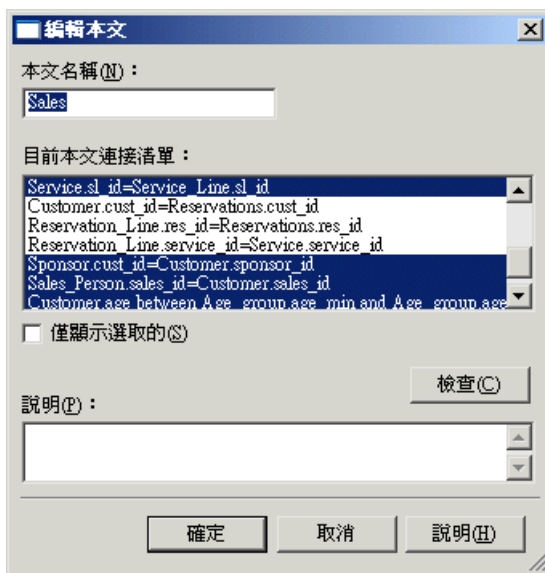 編輯本文
本文名稱(N)：
Sales
目前本文連接清單：
Service.sl_id=Service_Line.sl_id
Customer.cust_id=Reservations.cust_id
Reservation_Line.res_id=Reservations.res_id
Reservation_Line.service_id=Service.service_id
Sponsor.cust_id=Customer.sponsor_id
Sales_Person.sales_id=Customer.sales_id
Customer.age between Age_group.age_min and Age_group.age
僅顯示選取的(S)
檢查(C)
說明(P)：
確定 取消 說明(H)